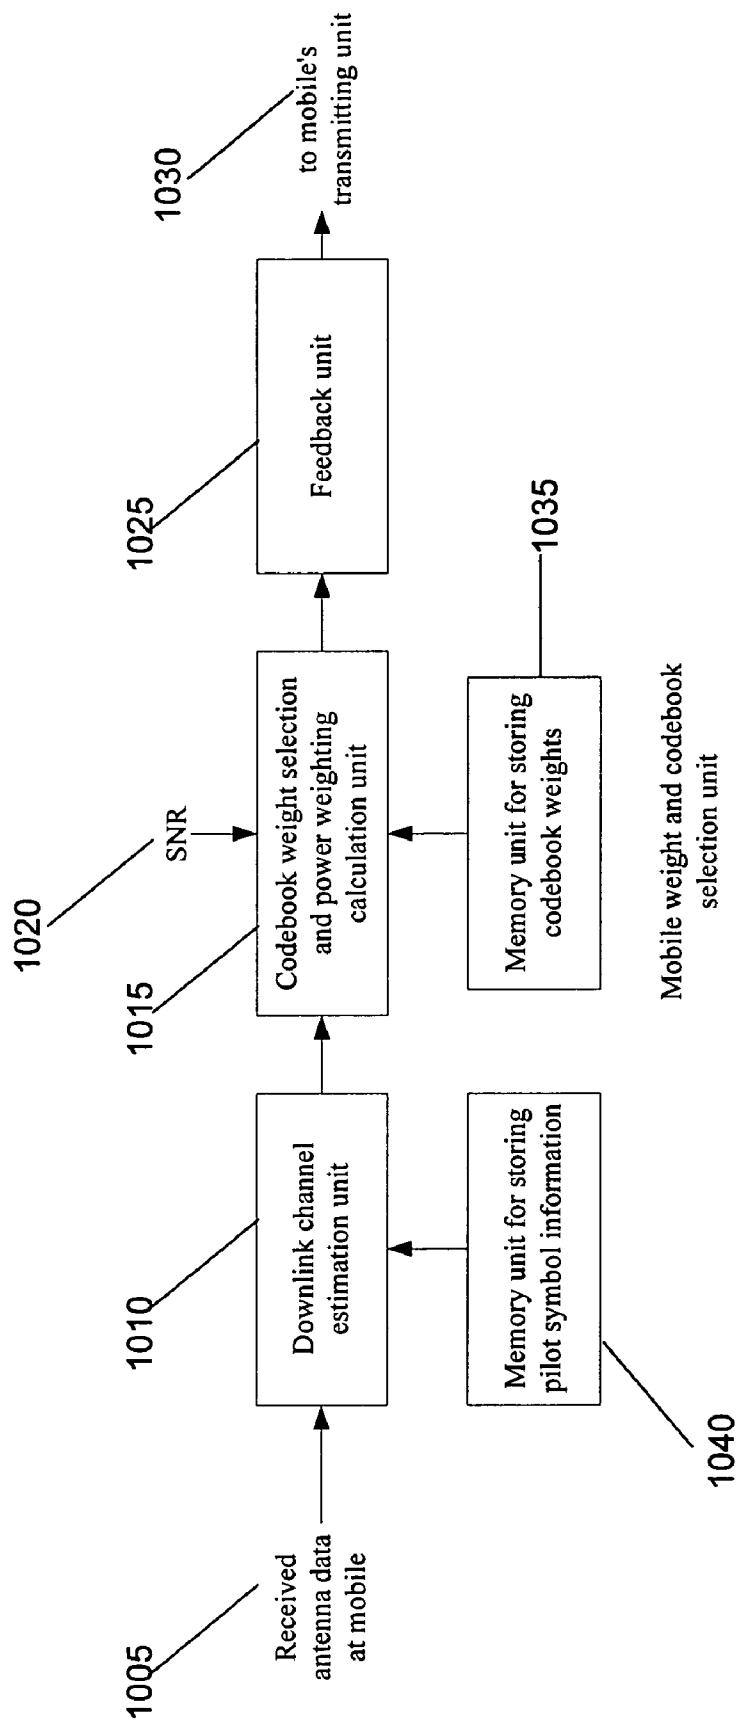 1005
Received
antenna data
at mobile
1010
Downlink channel
estimation unit
1015
1020
SNR
Codebook weight selection
and power weighting
calculation unit
1025
Feedback unit
1030
to mobile's
transmitting unit
1040
Memory unit for storing
pilot symbol information
1035
Memory unit for storing
codebook weights
Mobile weight and codebook
selection unit